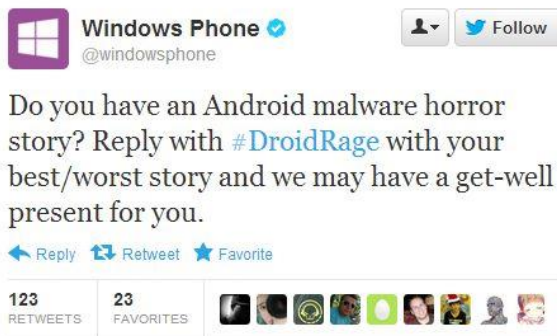 Windows Phone
@windowsphone
Follow
Do you have an Android malware horror
story? Reply with #DroidRage with your
best/worst story and we may have a get-well
present for you.
Reply Retweet Favorite
123 23
RETWEETS FAVORITES